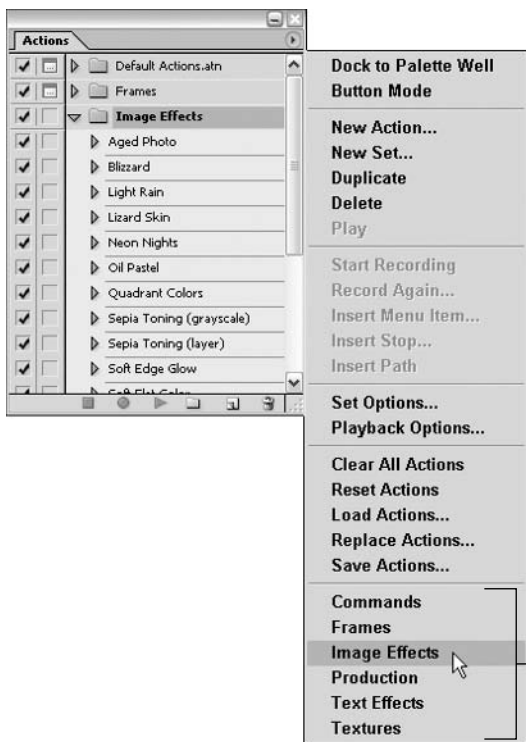 Actions
Default Actions.atn
Frames
Image Effects
Aged Photo
Blizzard
Light Rain
Lizard Skin
Neon Nights
Oil Pastel
Quadrant Colors
Sepia Toning (grayscale)
Sepia Toning (layer)
Soft Edge Glow
Soft Flat Color
Dock to Palette Well
Button Mode
New Action...
New Set...
Duplicate
Delete
Play
Start Recording
Record Again...
Insert Menu Item...
Insert Stop...
Insert Path
Set Options...
Playback Options...
Clear All Actions
Reset Actions
Load Actions...
Replace Actions...
Save Actions...
Commands
Frames
Image Effects
Production
Text Effects
Textures